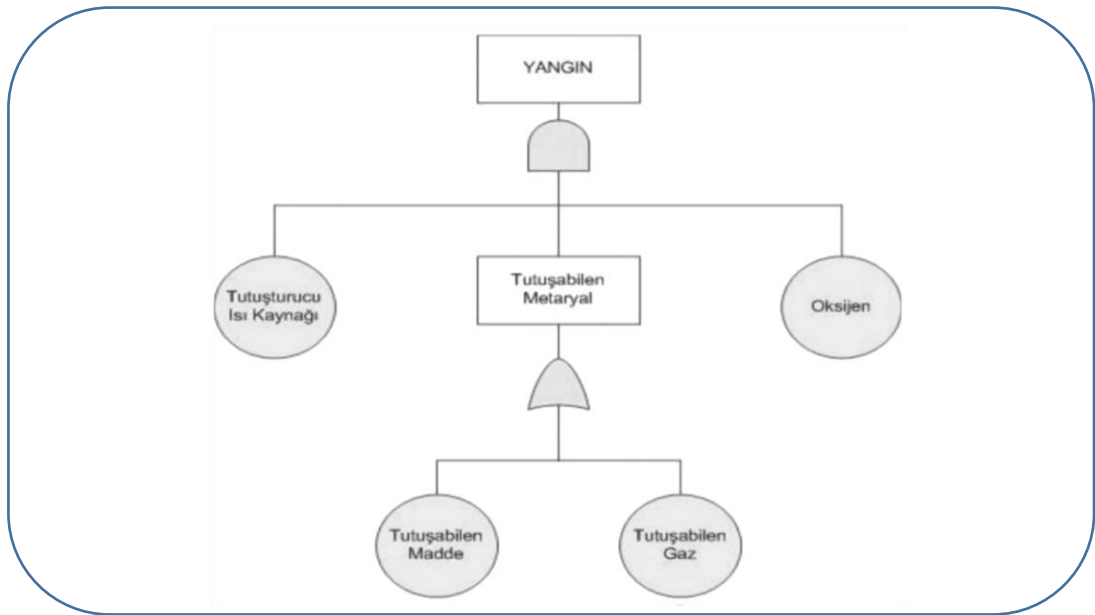 YANGIN
Tutuşturucu
Isı Kaynağı
Tutuşabilen
Metaryal
Oksijen
Tutuşabilen
Madde
Tutuşabilen
Gaz